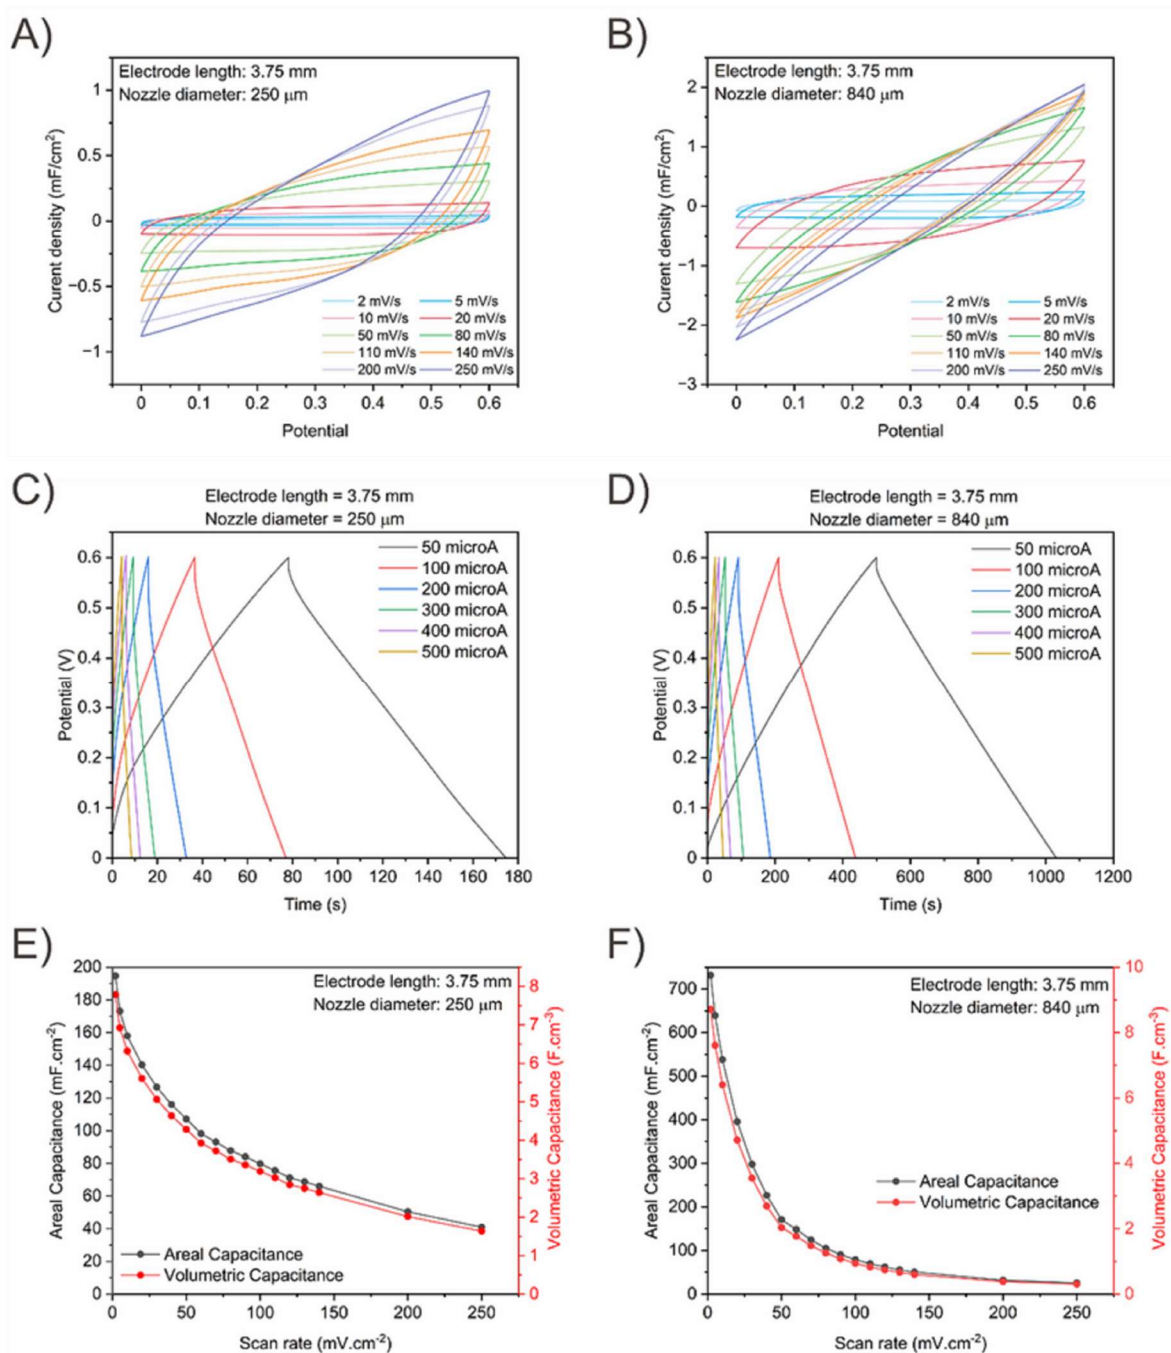 A)
Electrode length: 3.75 mm
Nozzle diameter: 250 μm
Curent density (mF/cm²)
1
0.5
0
−0.5
−1
2 mV/s 5 mV/s
10 mV/s 20 mV/s
50 mV/s 80 mV/s
110 mV/s 140 mV/s
200 mV/s 250 mV/s
0 0.1 0.2 0.3 0.4 0.5 0.6
Potential
B)
Electrode length: 3.75 mm
Nozzle diameter: 840 μm
Curent density (mF/cm²)
2
1
0
−1
−2
−3
2 mV/s 5 mV/s
10 mV/s 20 mV/s
50 mV/s 80 mV/s
110 mV/s 140 mV/s
200 mV/s 250 mV/s
0 0.1 0.2 0.3 0.4 0.5 0.6
Potential
C)
Electrode length = 3.75 mm
Nozzle diameter = 250 μm
Potential (V)
0.6
0.5
0.4
0.3
0.2
0.1
0
50 microA
100 microA
200 microA
300 microA
400 microA
500 microA
0 20 40 60 80 100 120 140 160 180
Time (s)
D)
Electrode length = 3.75 mm
Nozzle diameter = 840 μm
Potential (V)
0.6
0.5
0.4
0.3
0.2
0.1
0
50 microA
100 microA
200 microA
300 microA
400 microA
500 microA
0 200 400 600 800 1000 1200
Time (s)
E)
Electrode length: 3.75 mm
Nozzle diameter: 250 μm
Areal Capacitance (mF.cm⁻²)
200
180
160
140
120
100
80
60
40
20
0
Areal Capacitance
Volumetric Capacitance
8
7
6
5
4
3
2
1
0
Volumetric Capacitance (F.cm⁻³)
0 50 100 150 200 250
Scan rate (mV.cm⁻²)
F)
Electrode length: 3.75 mm
Nozzle diameter: 840 μm
Areal Capacitance (mF.cm⁻²)
700
600
500
400
300
200
100
0
Areal Capacitance
Volumetric Capacitance
10
8
6
4
2
0
Volumetric Capacitance (F.cm⁻³)
0 50 100 150 200 250
Scan rate (mV.cm⁻²)